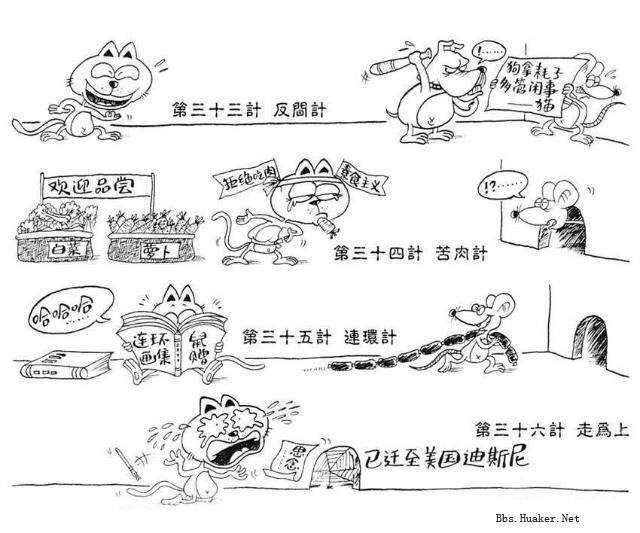 第三十三計 反間計
!……
狗拿耗子
多管闲事
——猫
欢迎品尝
白菜
萝卜
拒绝吃肉
素食主义
第三十四計 苦肉計
!?……
哈哈哈
……
连环
画集
鼠
赠
第三十五計 連環計
第三十六計 走爲上
已迁至美国迪斯尼
Bbs.Huaker.Net